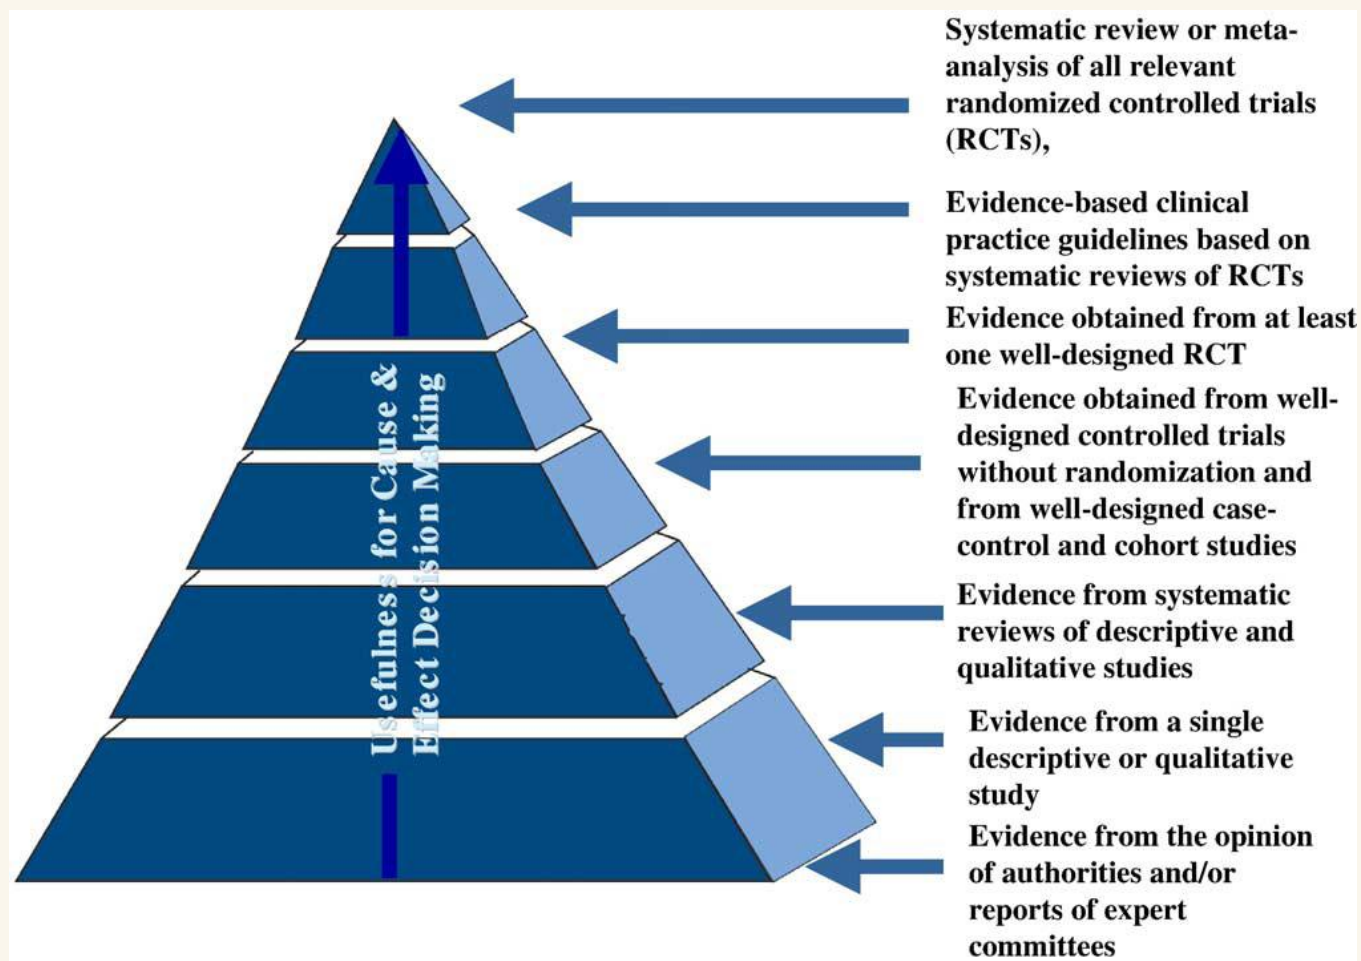 Systematic review or meta-
analysis of all relevant
randomized controlled trials
(RCTs),
Evidence-based clinical
practice guidelines based on
systematic reviews of RCTs
Evidence obtained from at least
one well-designed RCT
Evidence obtained from well-
designed controlled trials
without randomization and
from well-designed case-
control and cohort studies
Evidence from systematic
reviews of descriptive and
qualitative studies
Evidence from a single
descriptive or qualitative
study
Evidence from the opinion
of authorities and/or
reports of expert
committees
Usefulness for Cause &
Effect Decision Making